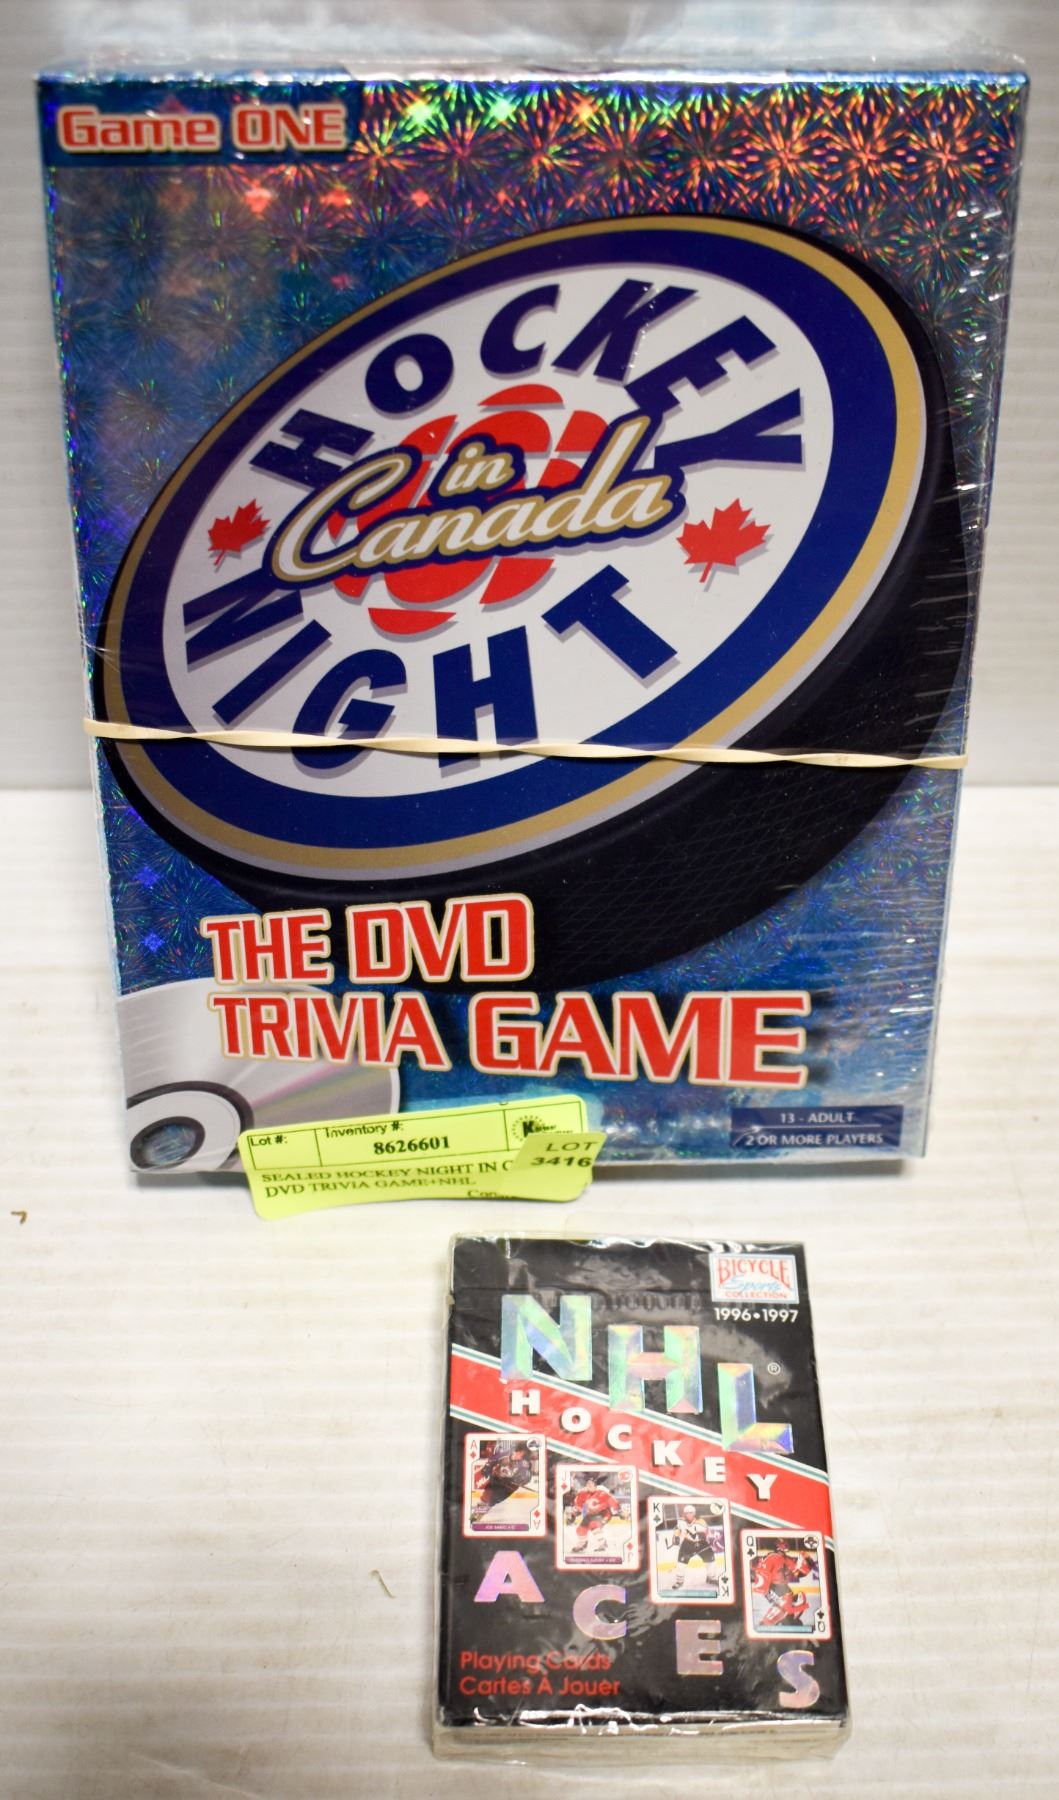 Game ONE
HOCKEY
in
Canada
NIGHT
THE DVD
TRIVIA GAME
13 - ADULT
2 OR MORE PLAYERS
Lot #:
Inventory #:
8626601
LOT
3416
SEALED HOCKEY NIGHT IN
DVD TRIVIA GAME+NHL
BICYCLE
Sports
COLLECTION
1996•1997
NHL®
HOCKEY
ACES
A
J
K
Q
Playing Cards
Cartes À Jouer